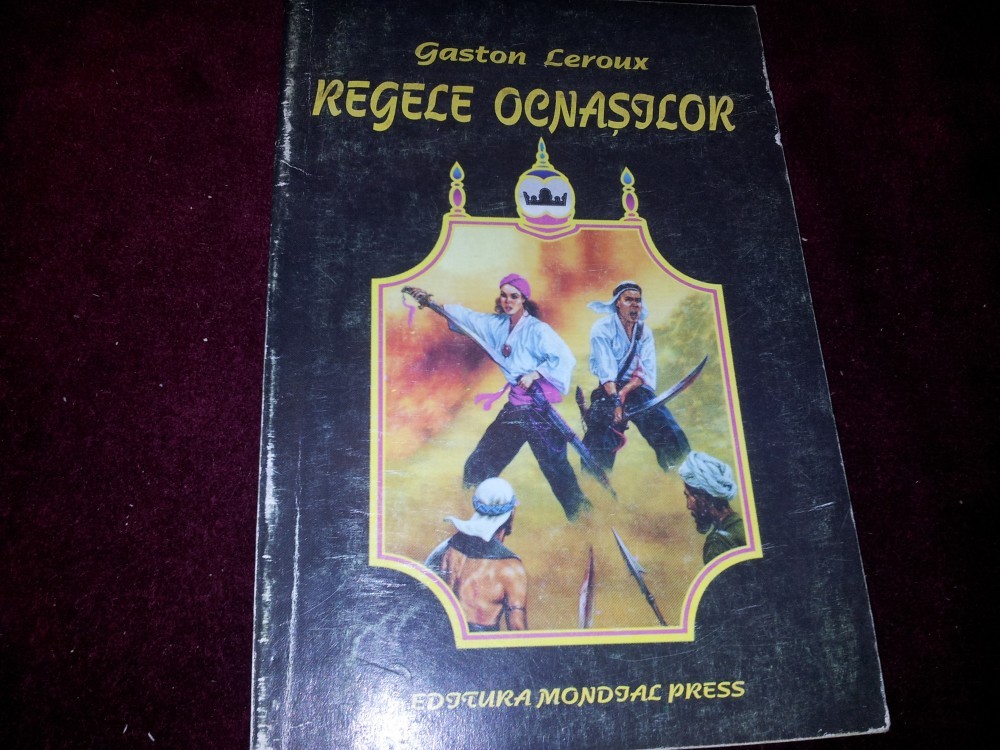 Gaston Leroux
REGELE OCNAȘILOR
EDITURA MONDIAL PRESS